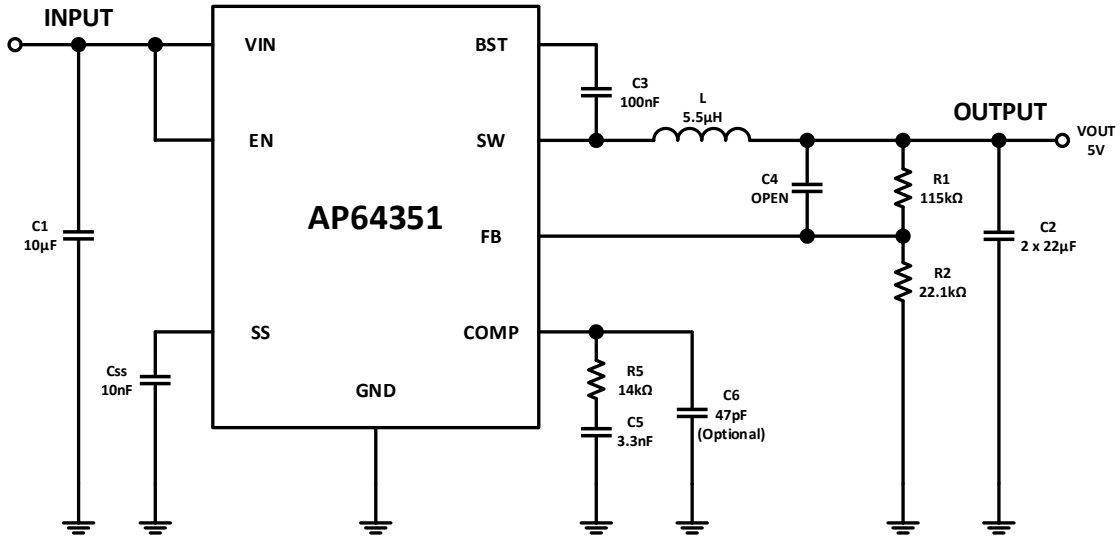 INPUT
VIN
BST
C3
100nF
L
5.5µH
OUTPUT
VOUT
5V
EN
SW
C4
OPEN
R1
115kΩ
AP64351
C1
10µF
FB
C2
2 x 22µF
R2
22.1kΩ
SS
COMP
Css
10nF
GND
R5
14kΩ
C6
47pF
(Optional)
C5
3.3nF